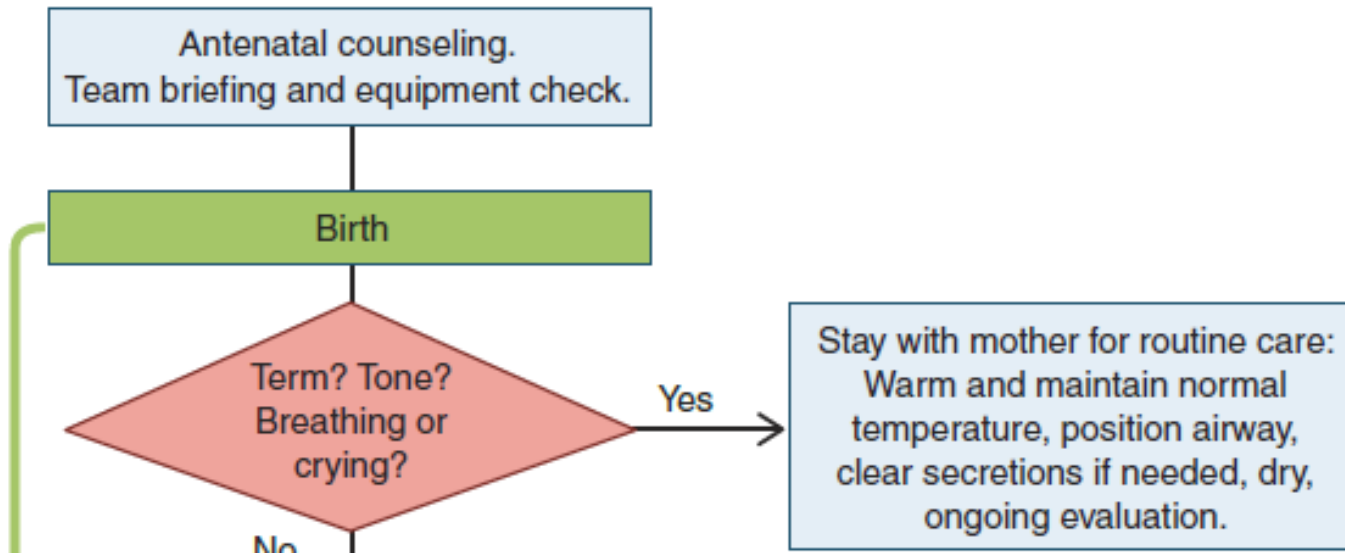 Antenatal counseling.
Team briefing and equipment check.
Birth
Term? Tone?
Breathing or
crying?
Yes
Stay with mother for routine care:
Warm and maintain normal
temperature, position airway,
clear secretions if needed, dry,
ongoing evaluation.
No